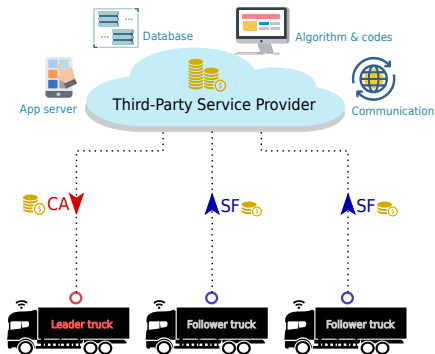 Database
Algorithm & codes
App server
Third-Party Service Provider
Communication
CA
SF
SF
Leader truck
Follower truck
Follower truck